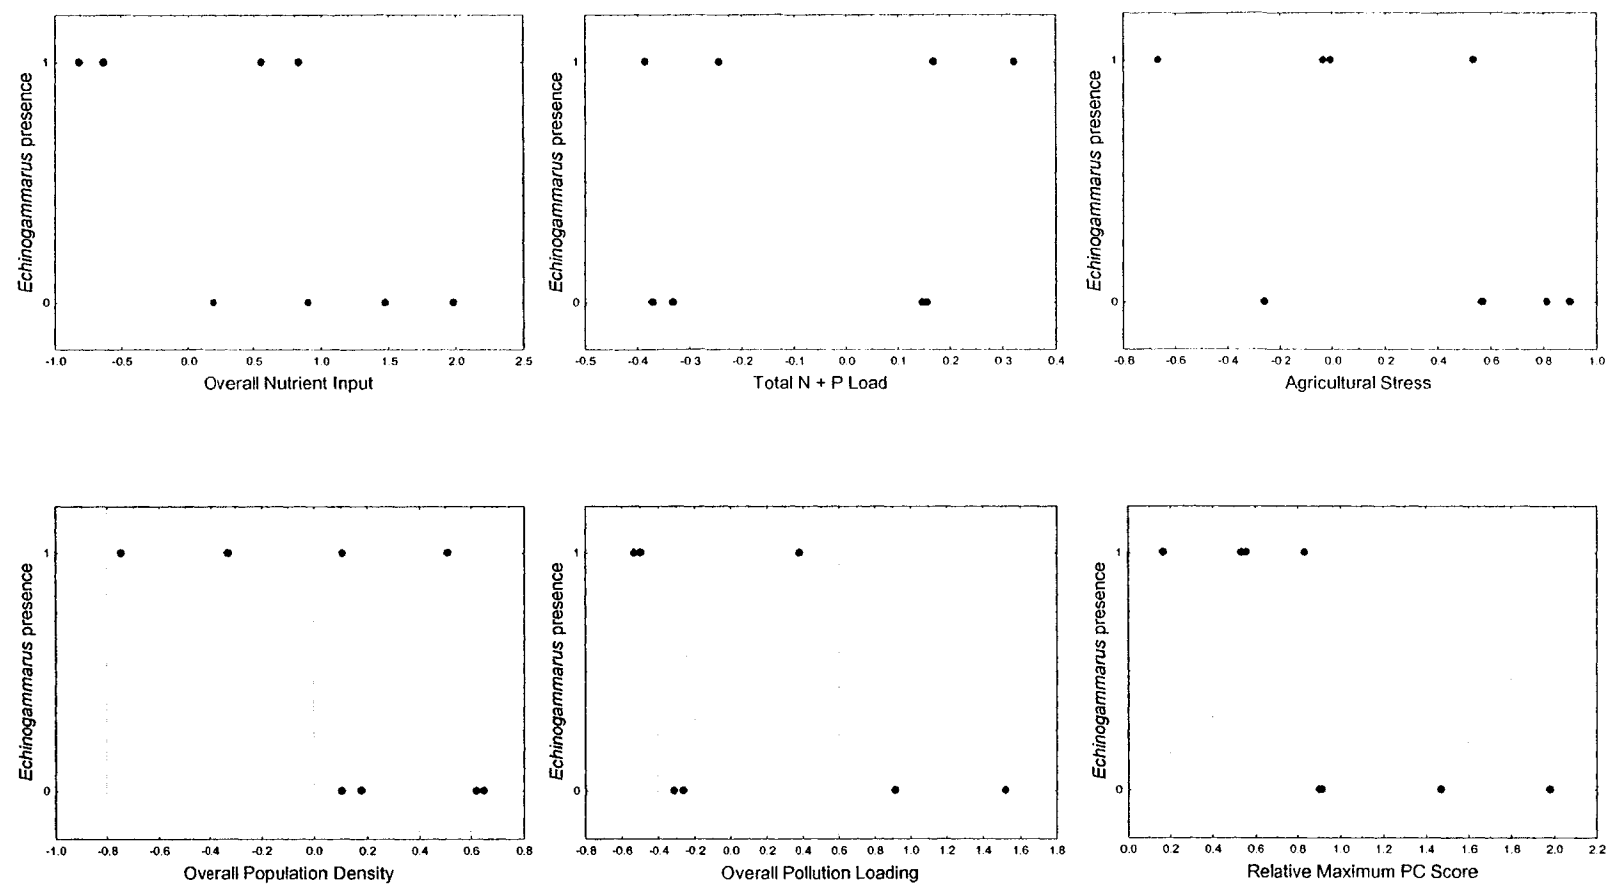 Echinogammarus presence
1
0
-1.0 -0.5 0.0 0.5 1.0 1.5 2.0 2.5
Overall Nutrient Input
Echinogammarus presence
1
0
-0.5 -0.4 -0.3 -0.2 -0.1 0.0 0.1 0.2 0.3 0.4
Total N + P Load
Echinogammarus presence
1
0
-0.8 -0.6 -0.4 -0.2 0.0 0.2 0.4 0.6 0.8 1.0
Agricultural Stress
Echinogammarus presence
1
0
-1.0 -0.8 -0.6 -0.4 -0.2 0.0 0.2 0.4 0.6 0.8
Overall Population Density
Echinogammarus presence
1
0
-0.8 -0.6 -0.4 -0.2 0.0 0.2 0.4 0.6 0.8 1.0 1.2 1.4 1.6 1.8
Overall Pollution Loading
Echinogammarus presence
1
0
0.0 0.2 0.4 0.6 0.8 1.0 1.2 1.4 1.6 1.8 2.0 2.2
Relative Maximum PC Score